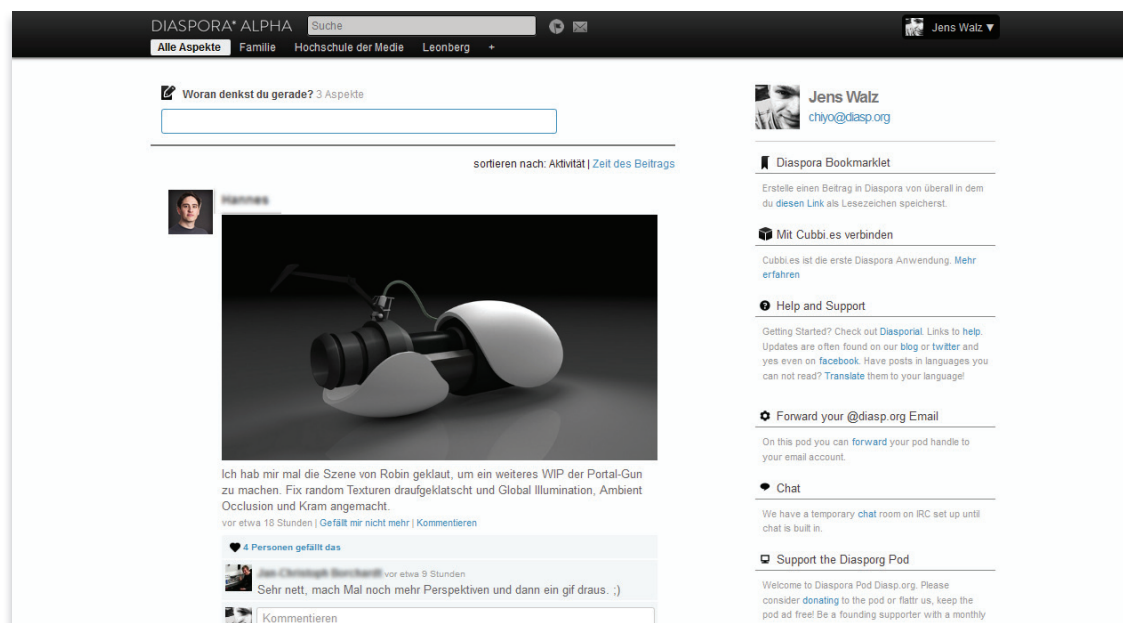 DIASPORA* ALPHA Suche Jens Walz ▼
Alle Aspekte Familie Hochschule der Medie Leonberg +
Woran denkst du gerade? 3 Aspekte
sortieren nach: Aktivität | Zeit des Beitrags
Ich hab mir mal die Szene von Robin geklaut, um ein weiteres WIP der Portal-Gun
zu machen. Fix random Texturen draufgeklatscht und Global Illumination, Ambient
Occlusion und Kram angemacht.
vor etwa 18 Stunden | Gefällt mir nicht mehr | Kommentieren
4 Personen gefällt das
vor etwa 9 Stunden
Sehr nett, mach Mal noch mehr Perspektiven und dann ein gif draus. ;)
Kommentieren
Jens Walz
chiyo@diasp.org
Diaspora Bookmarklet
Erstelle einen Beitrag in Diaspora von überall in dem
du diesen Link als Lesezeichen speicherst.
Mit Cubbi.es verbinden
Cubbi.es ist die erste Diaspora Anwendung. Mehr
erfahren
Help and Support
Getting Started? Check out Diasporial. Links to help.
Updates are often found on our blog or twitter and
yes even on facebook. Have posts in languages you
can not read? Translate them to your language!
Forward your @diasp.org Email
On this pod you can forward your pod handle to
your email account.
Chat
We have a temporary chat room on IRC set up until
chat is built in.
Support the Diasporg Pod
Welcome to Diaspora Pod Diasp.org. Please
consider donating to the pod or flattr us, keep the
pod ad free! Be a founding supporter with a monthly